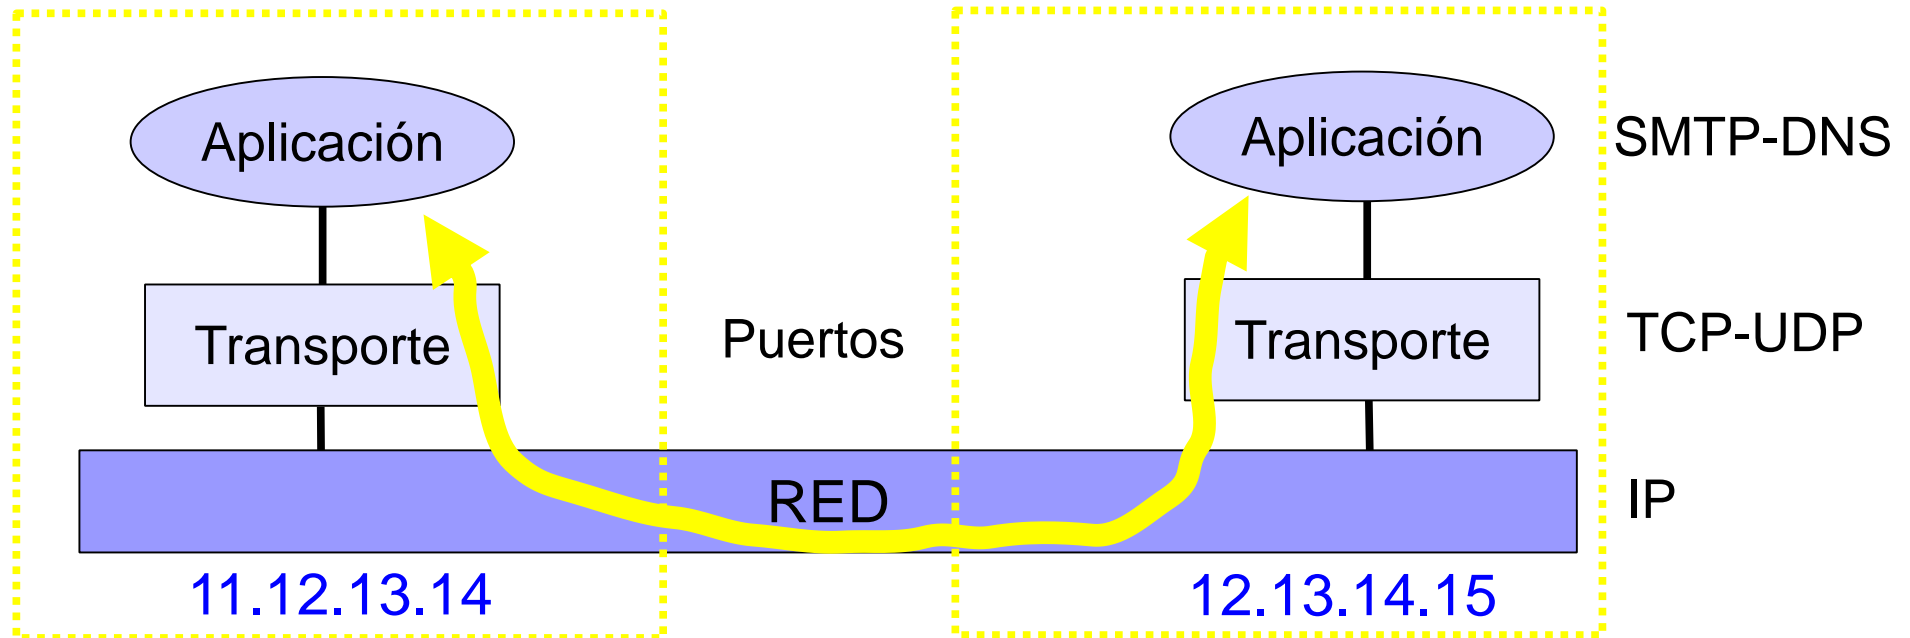 Aplicación
Aplicación
SMTP-DNS
Transporte
Puertos
Transporte
TCP-UDP
RED
IP
11.12.13.14
12.13.14.15